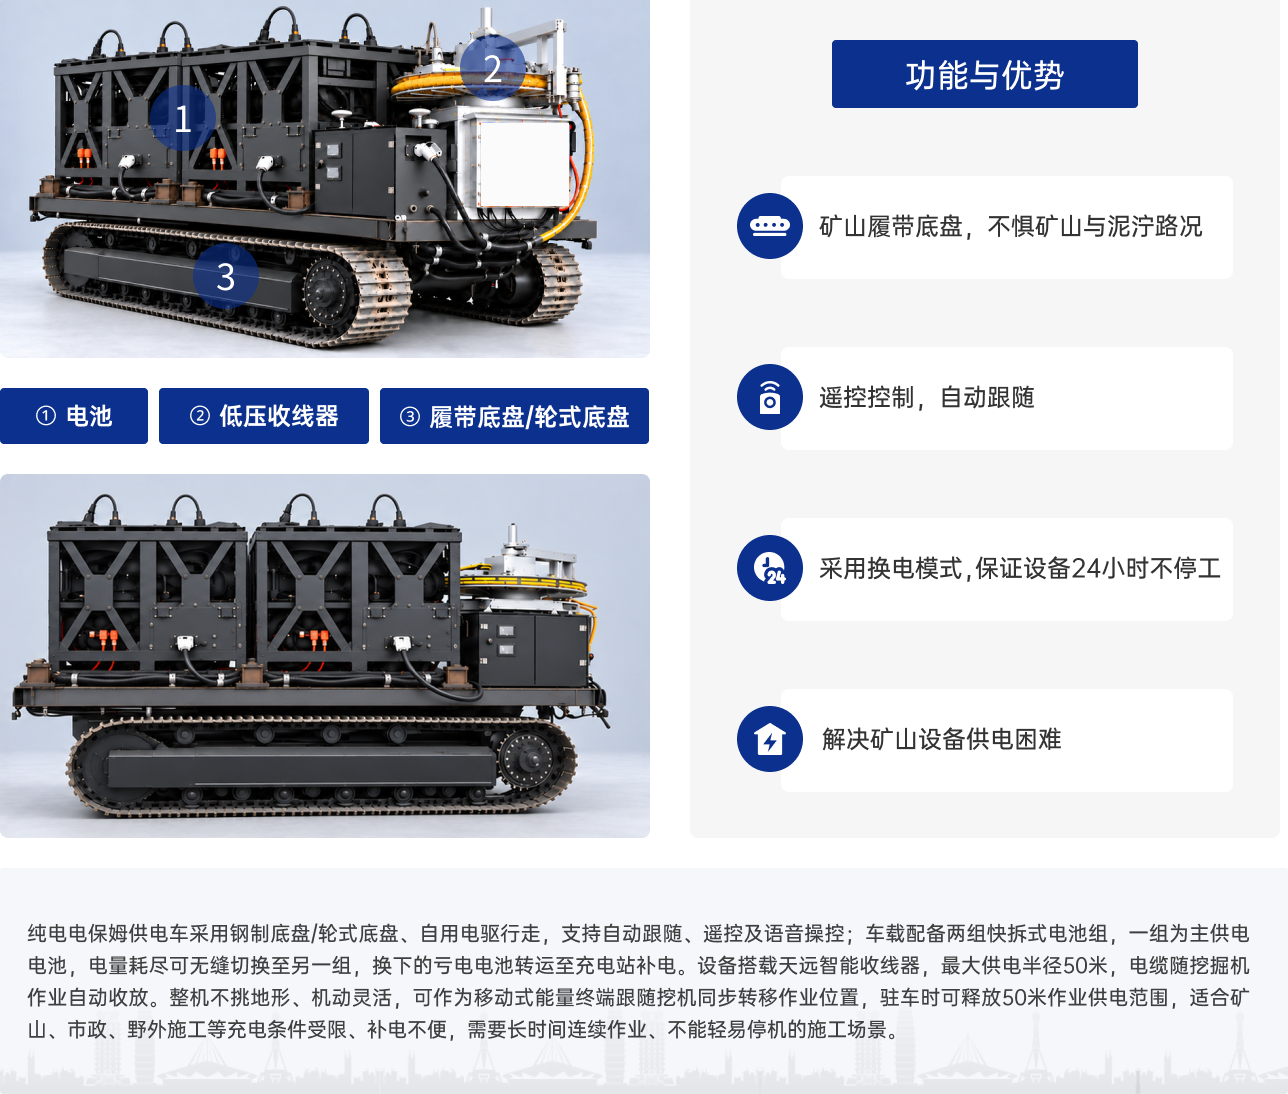 1
2
3
① 电池
② 低压收线器
③ 履带底盘/轮式底盘
功能与优势
矿山履带底盘，不惧矿山与泥泞路况
遥控控制，自动跟随
24
采用换电模式,保证设备24小时不停工
解决矿山设备供电困难
纯电电保姆供电车采用钢制底盘/轮式底盘、自用电驱行走，支持自动跟随、遥控及语音操控；车载配备两组快拆式电池组，一组为主供电
电池，电量耗尽可无缝切换至另一组，换下的亏电电池转运至充电站补电。设备搭载天远智能收线器，最大供电半径50米，电缆随挖掘机
作业自动收放。整机不挑地形、机动灵活，可作为移动式能量终端跟随挖机同步转移作业位置，驻车时可释放50米作业供电范围，适合矿
山、市政、野外施工等充电条件受限、补电不便，需要长时间连续作业、不能轻易停机的施工场景。